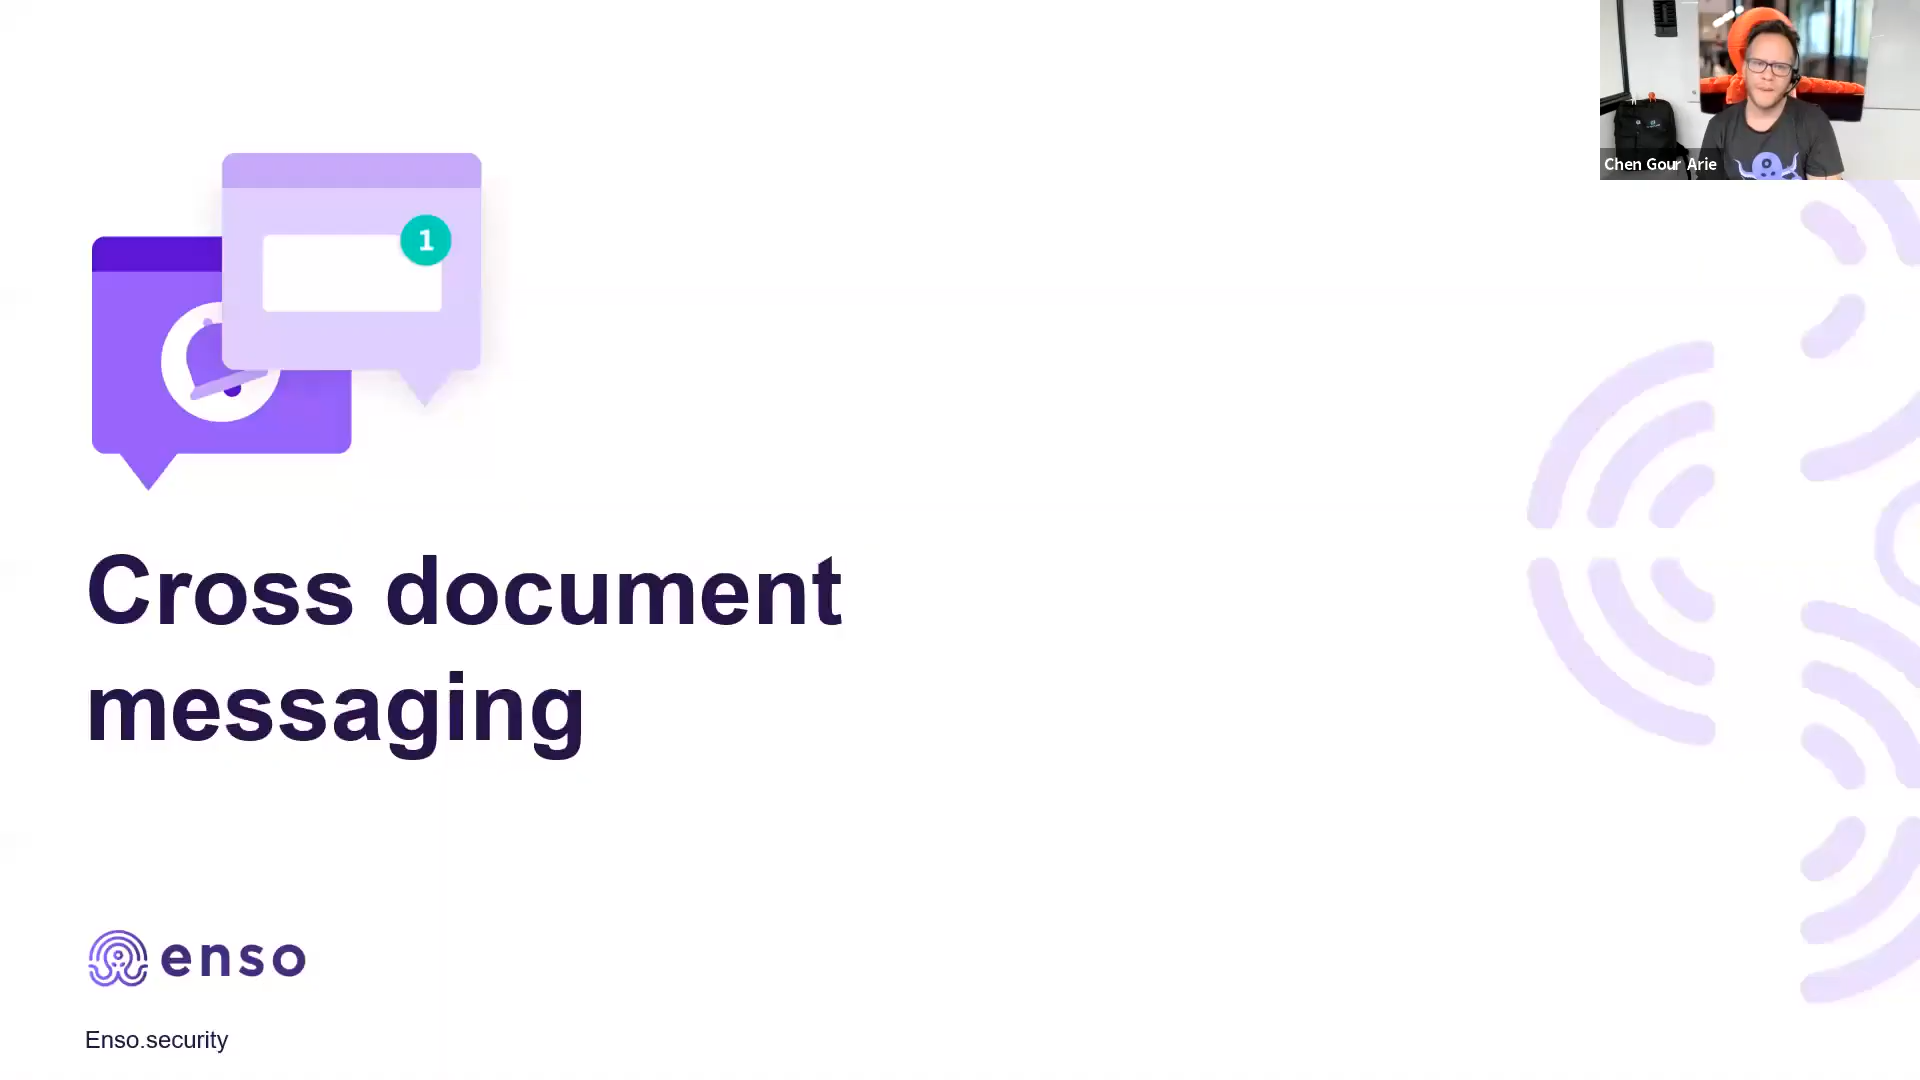 Chen Gour Arie
1
Cross document
messaging
enso
Enso.security